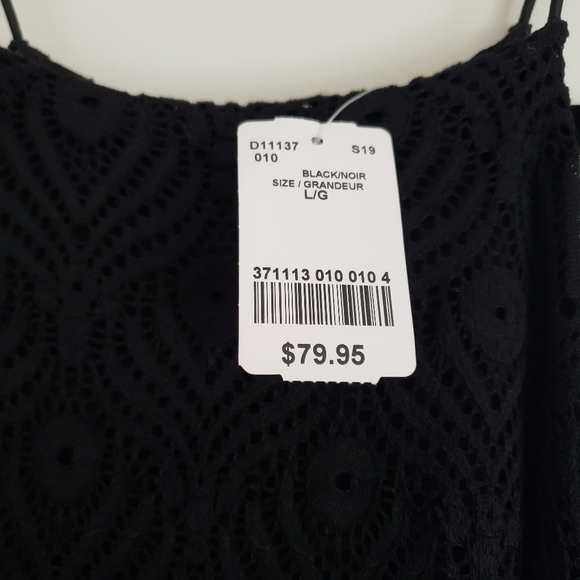 D11137 S19
010
BLACK/NOIR
SIZE / GRANDEUR
L/G
371113 010 010 4
$79.95